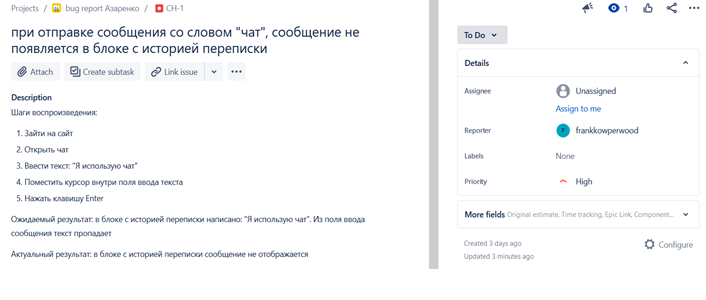 Projects / bug report Азаренко / CH-1
1
при отправке сообщения со словом "чат", сообщение не
появляется в блоке с историей переписки
Attach Create subtask Link issue
Description
Шаги воспроизведения:
1. Зайти на сайт
2. Открыть чат
3. Ввести текст: "Я использую чат"
4. Поместить курсор внутри поля ввода текста
5. Нажать клавишу Enter
Ожидаемый результат: в блоке с историей переписки написано: "Я использую чат". Из поля ввода
сообщения текст пропадает
Актуальный результат: в блоке с историей переписки сообщение не отображается
To Do
Details
Assignee Unassigned
Assign to me
Reporter F frankkowperwood
Labels None
Priority High
More fields Original estimate, Time tracking, Epic Link, Component...
Created 3 days ago Configure
Updated 3 minutes ago